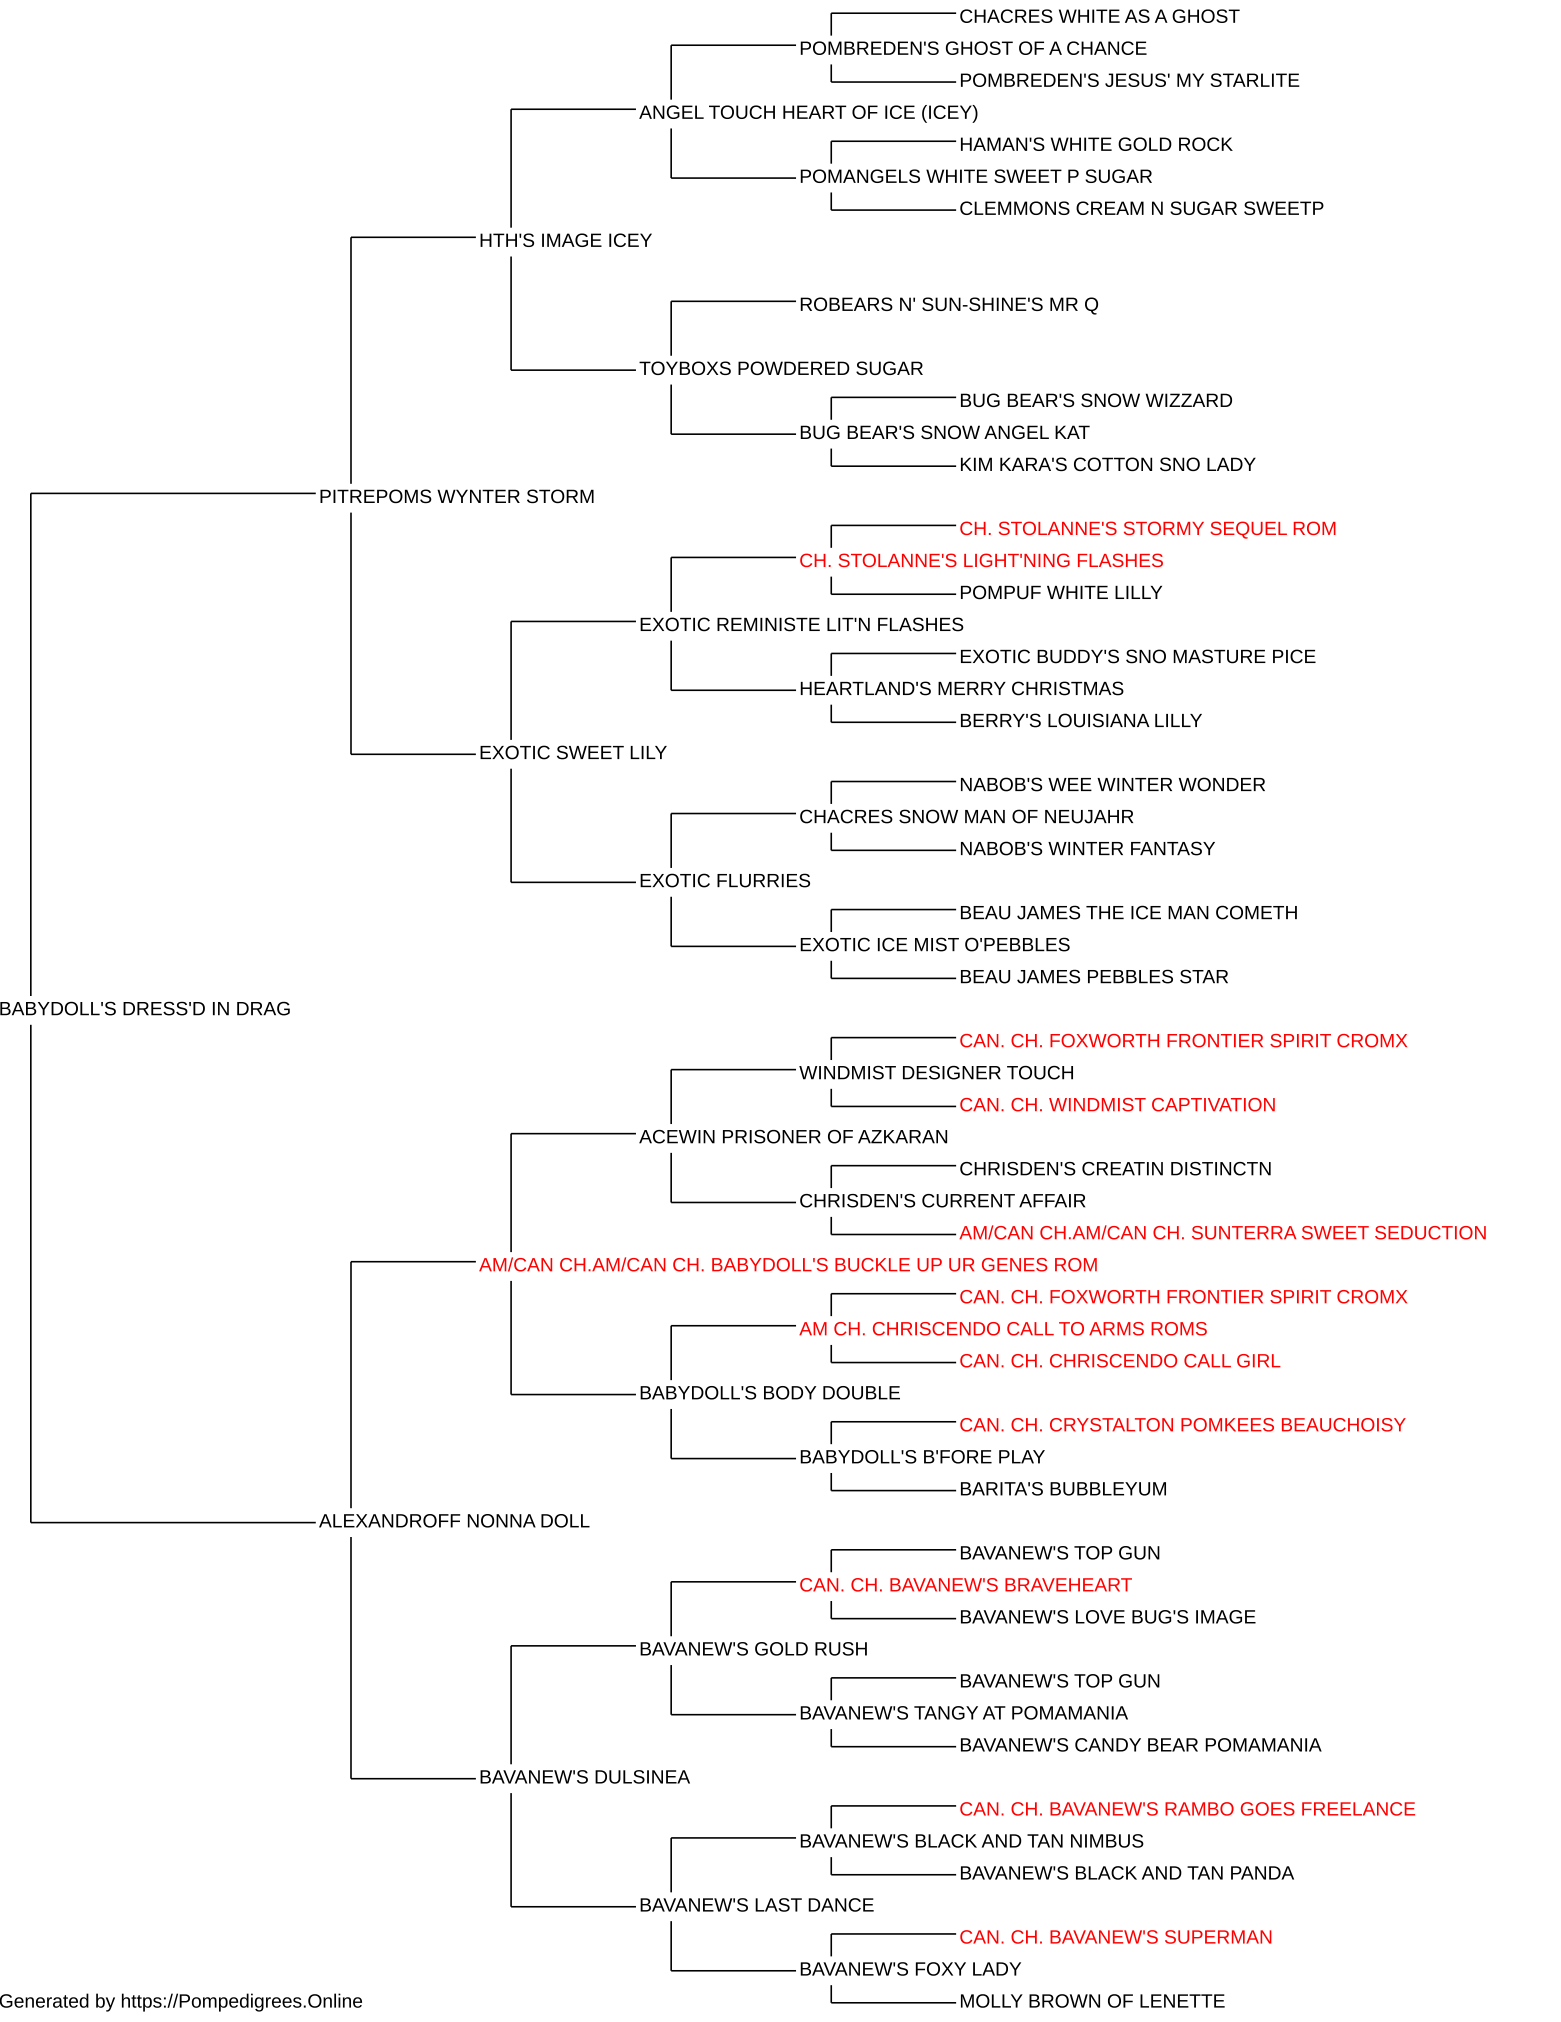 CHACRES WHITE AS A GHOST
POMBREDEN'S GHOST OF A CHANCE
POMBREDEN'S JESUS' MY STARLITE
ANGEL TOUCH HEART OF ICE (ICEY)
HAMAN'S WHITE GOLD ROCK
POMANGELS WHITE SWEET P SUGAR
CLEMMONS CREAM N SUGAR SWEETP
HTH'S IMAGE ICEY
ROBEARS N' SUN-SHINE'S MR Q
TOYBOXS POWDERED SUGAR
BUG BEAR'S SNOW WIZZARD
BUG BEAR'S SNOW ANGEL KAT
KIM KARA'S COTTON SNO LADY
PITREPOMS WYNTER STORM
CH. STOLANNE'S STORMY SEQUEL ROM
CH. STOLANNE'S LIGHT'NING FLASHES
POMPUF WHITE LILLY
EXOTIC REMINISTE LIT'N FLASHES
EXOTIC BUDDY'S SNO MASTURE PICE
HEARTLAND'S MERRY CHRISTMAS
BERRY'S LOUISIANA LILLY
EXOTIC SWEET LILY
NABOB'S WEE WINTER WONDER
CHACRES SNOW MAN OF NEUJAHR
NABOB'S WINTER FANTASY
EXOTIC FLURRIES
BEAU JAMES THE ICE MAN COMETH
EXOTIC ICE MIST O'PEBBLES
BEAU JAMES PEBBLES STAR
BABYDOLL'S DRESS'D IN DRAG
CAN. CH. FOXWORTH FRONTIER SPIRIT CROMX
WINDMIST DESIGNER TOUCH
CAN. CH. WINDMIST CAPTIVATION
ACEWIN PRISONER OF AZKARAN
CHRISDEN'S CREATIN DISTINCTN
CHRISDEN'S CURRENT AFFAIR
AM/CAN CH.AM/CAN CH. SUNTERRA SWEET SEDUCTION
AM/CAN CH.AM/CAN CH. BABYDOLL'S BUCKLE UP UR GENES ROM
CAN. CH. FOXWORTH FRONTIER SPIRIT CROMX
AM CH. CHRISCENDO CALL TO ARMS ROMS
CAN. CH. CHRISCENDO CALL GIRL
BABYDOLL'S BODY DOUBLE
CAN. CH. CRYSTALTON POMKEES BEAUCHOISY
BABYDOLL'S B'FORE PLAY
BARITA'S BUBBLEYUM
ALEXANDROFF NONNA DOLL
BAVANEW'S TOP GUN
CAN. CH. BAVANEW'S BRAVEHEART
BAVANEW'S LOVE BUG'S IMAGE
BAVANEW'S GOLD RUSH
BAVANEW'S TOP GUN
BAVANEW'S TANGY AT POMAMANIA
BAVANEW'S CANDY BEAR POMAMANIA
BAVANEW'S DULSINEA
CAN. CH. BAVANEW'S RAMBO GOES FREELANCE
BAVANEW'S BLACK AND TAN NIMBUS
BAVANEW'S BLACK AND TAN PANDA
BAVANEW'S LAST DANCE
CAN. CH. BAVANEW'S SUPERMAN
BAVANEW'S FOXY LADY
MOLLY BROWN OF LENETTE
Generated by https://Pompedigrees.Online